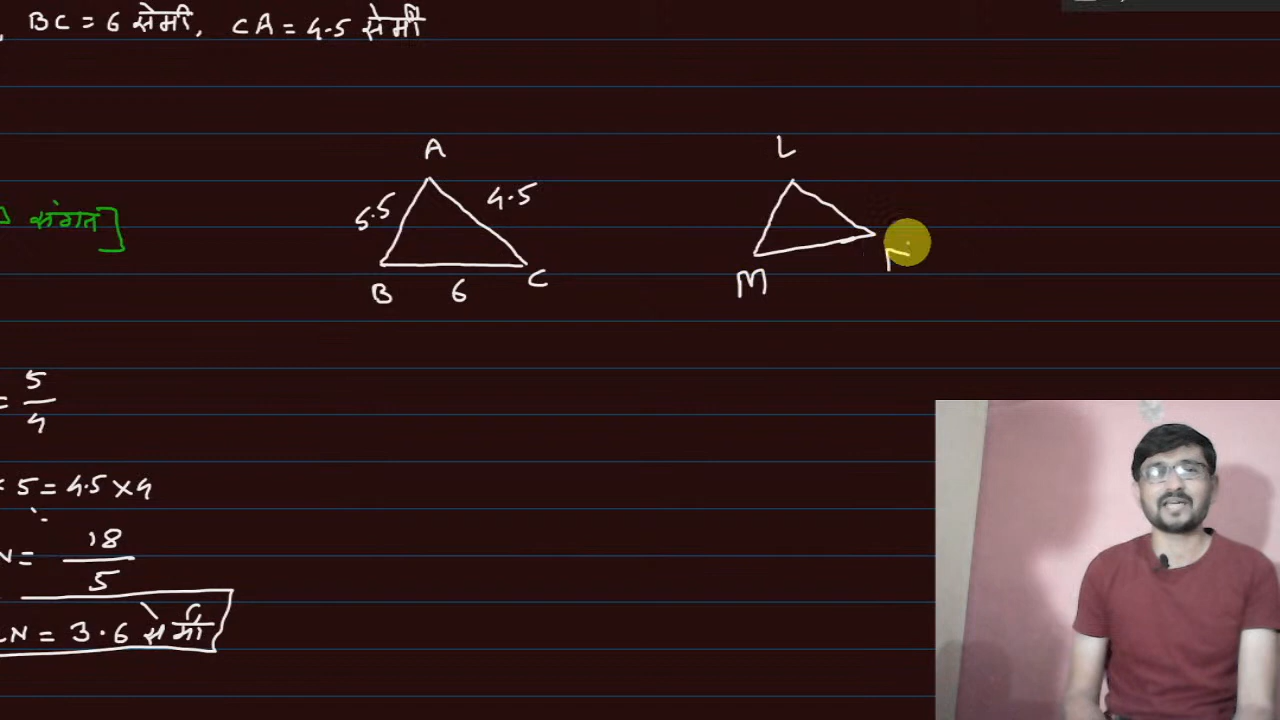 BC = 6 सेमी, CA = 4.5 सेमी
A
L
5.5
4.5
संगत]
M
B
6
C
= 5/4
5 = 4.5 × 4
N = 18/5
LN = 3.6 सेमी